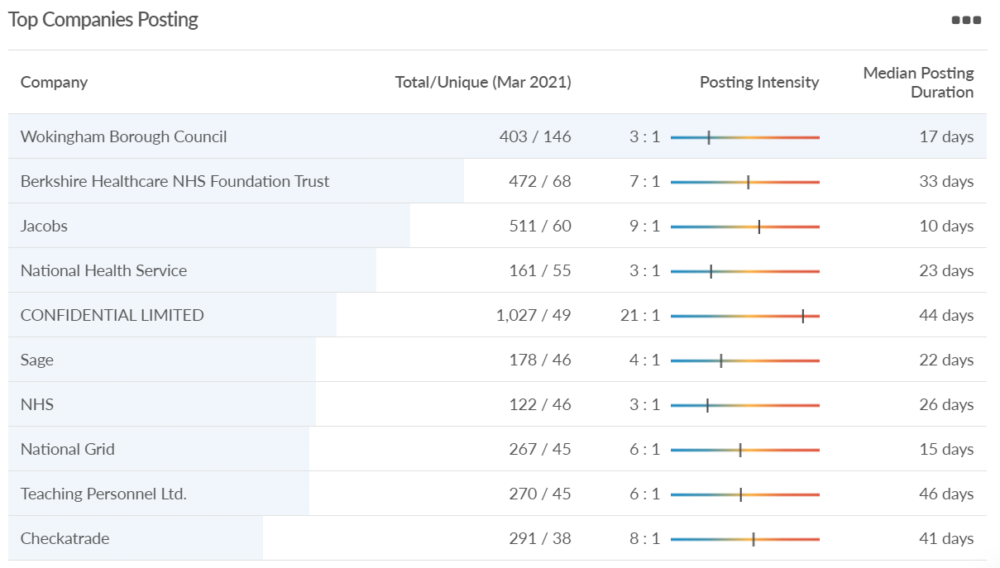 Top Companies Posting
Company Total/Unique (Mar 2021) Posting Intensity Median Posting
Duration
Wokingham Borough Council 403 / 146 3 : 1 17 days
Berkshire Healthcare NHS Foundation Trust 472 / 68 7 : 1 33 days
Jacobs 511 / 60 9 : 1 10 days
National Health Service 161 / 55 3 : 1 23 days
CONFIDENTIAL LIMITED 1,027 / 49 21 : 1 44 days
Sage 178 / 46 4 : 1 22 days
NHS 122 / 46 3 : 1 26 days
National Grid 267 / 45 6 : 1 15 days
Teaching Personnel Ltd. 270 / 45 6 : 1 46 days
Checkatrade 291 / 38 8 : 1 41 days